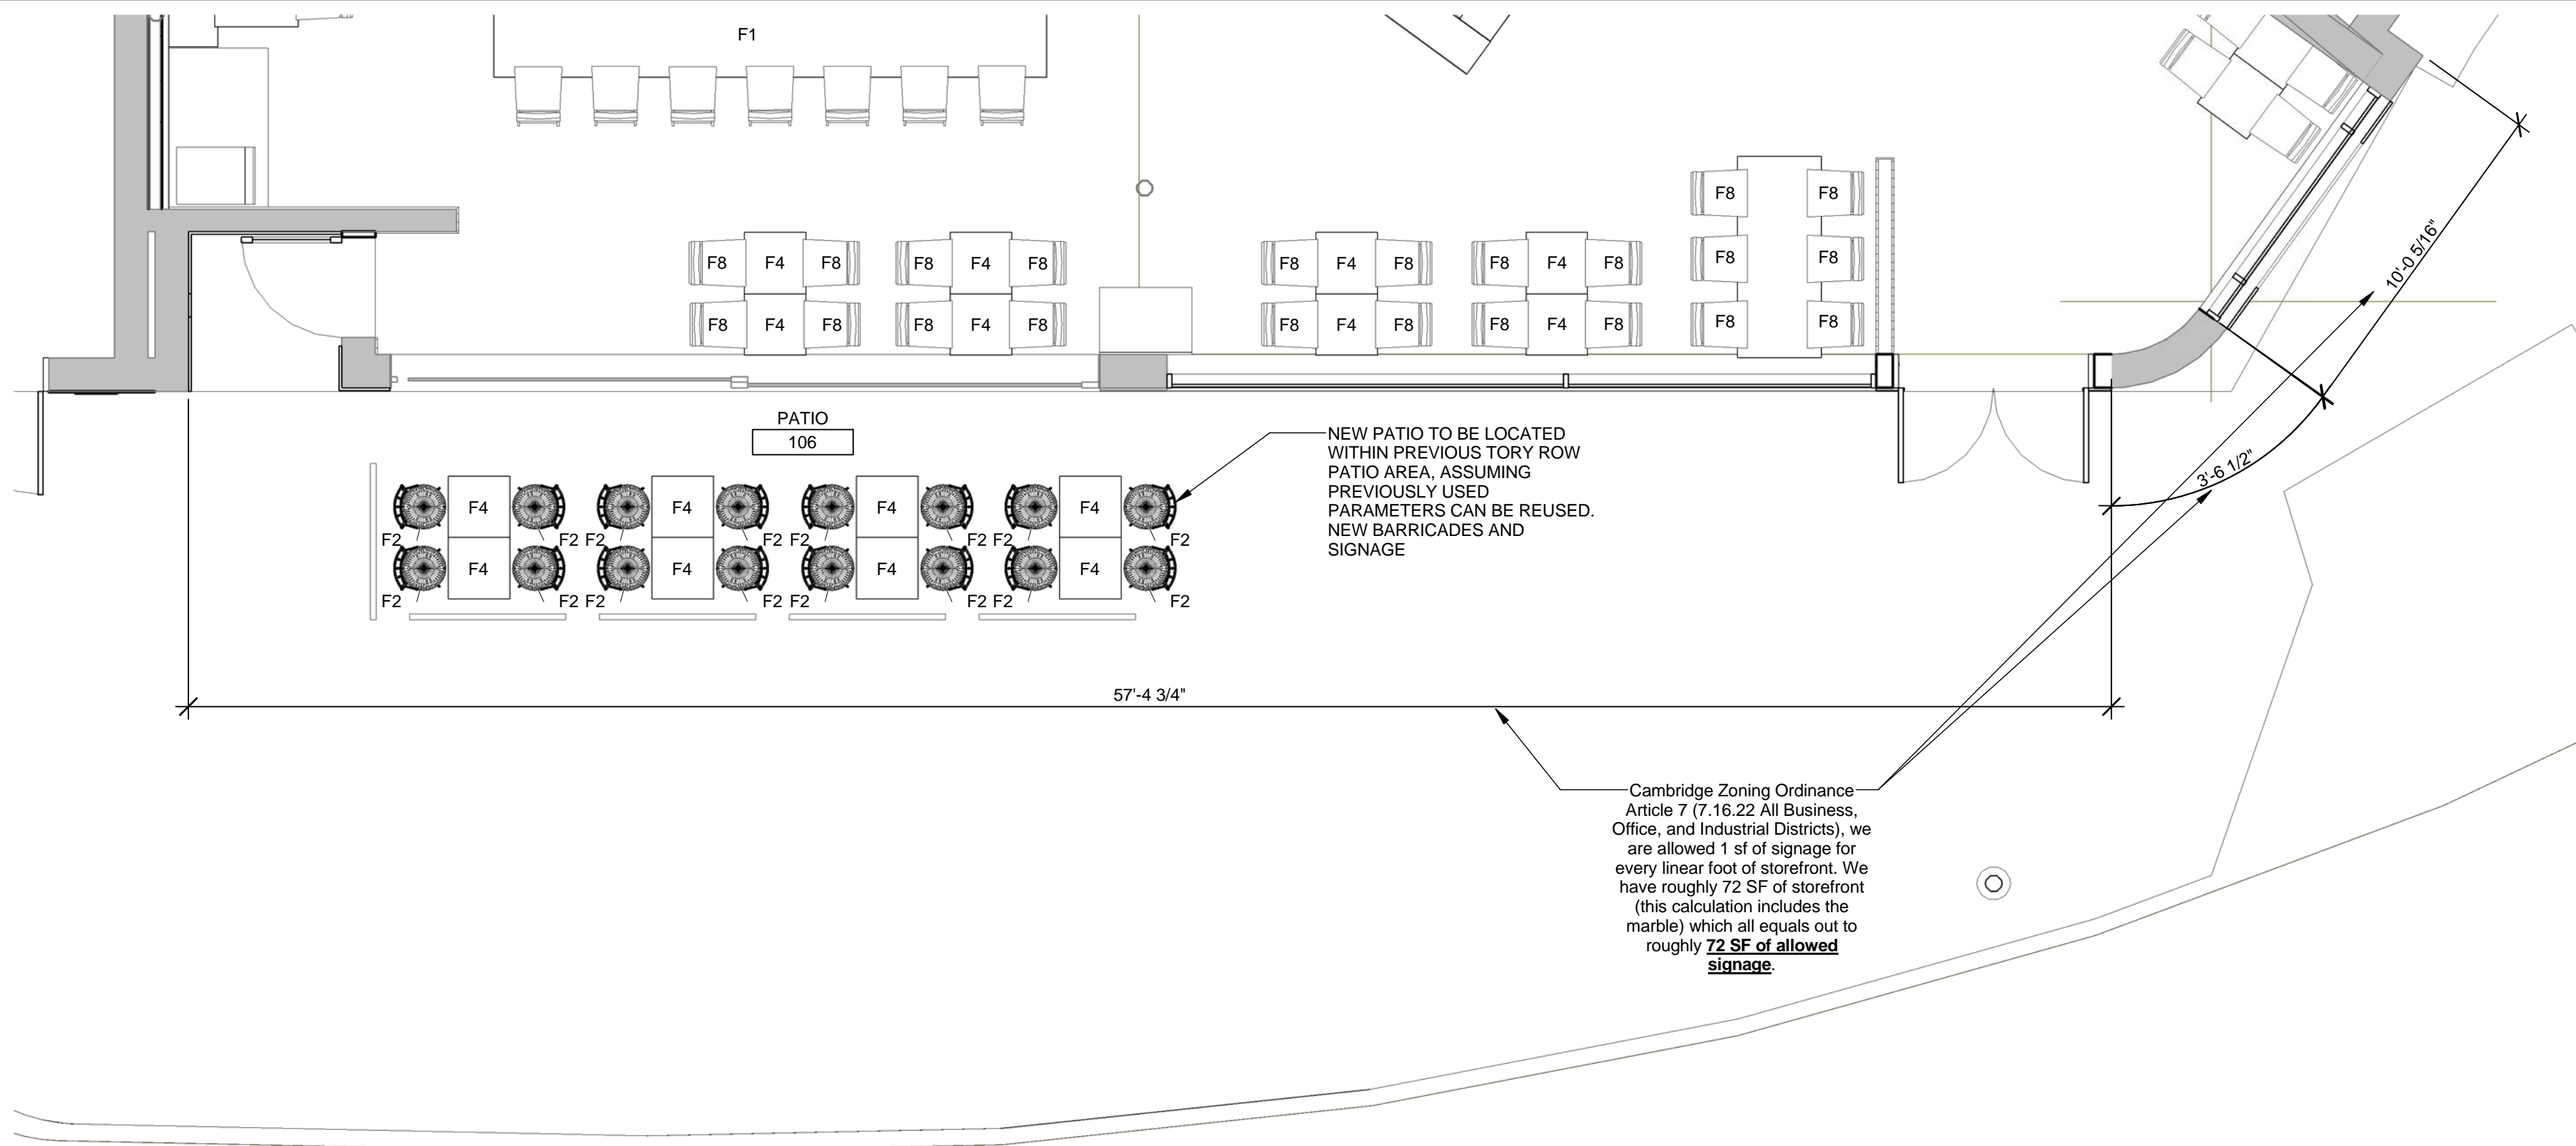 F1
F8 F8
F8 F4 F8 F8 F4 F8 F8 F4 F8 F8 F4 F8 F8 F8
F8 F4 F8 F8 F4 F8 F8 F4 F8 F8 F4 F8 F8 F8
10'-0 5/16"
PATIO
106
NEW PATIO TO BE LOCATED
WITHIN PREVIOUS TORY ROW
PATIO AREA, ASSUMING
PREVIOUSLY USED
PARAMETERS CAN BE REUSED.
NEW BARRICADES AND
SIGNAGE
3'-6 1/2"
F4 F4 F4 F4
F2 F2 F2 F2 F2 F2 F2 F2
F4 F4 F4 F4
F2 F2 F2 F2 F2 F2 F2 F2
57'-4 3/4"
Cambridge Zoning Ordinance
Article 7 (7.16.22 All Business,
Office, and Industrial Districts), we
are allowed 1 sf of signage for
every linear foot of storefront. We
have roughly 72 SF of storefront
(this calculation includes the
marble) which all equals out to
roughly 72 SF of allowed
signage.